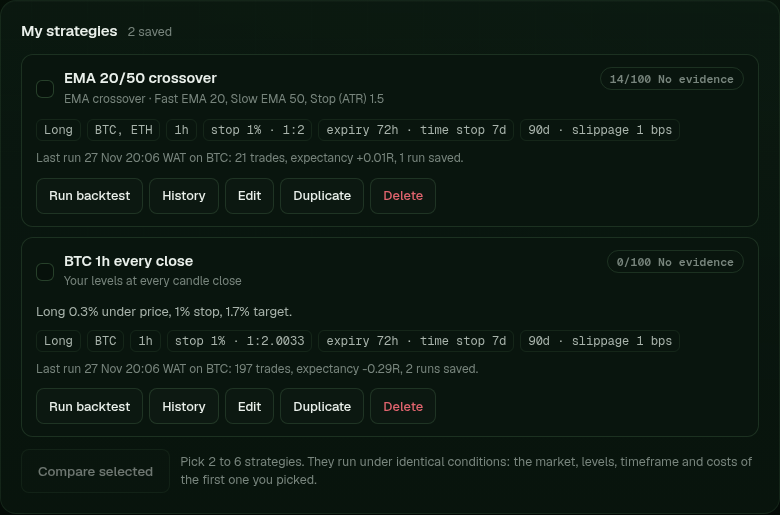 My strategies 2 saved
EMA 20/50 crossover
14/100 No evidence
EMA crossover · Fast EMA 20, Slow EMA 50, Stop (ATR) 1.5
Long BTC, ETH 1h stop 1% · 1:2 expiry 72h · time stop 7d 90d · slippage 1 bps
Last run 27 Nov 20:06 WAT on BTC: 21 trades, expectancy +0.01R, 1 run saved.
Run backtest History Edit Duplicate Delete
BTC 1h every close
0/100 No evidence
Your levels at every candle close
Long 0.3% under price, 1% stop, 1.7% target.
Long BTC 1h stop 1% · 1:2.0033 expiry 72h · time stop 7d 90d · slippage 1 bps
Last run 27 Nov 20:06 WAT on BTC: 197 trades, expectancy -0.29R, 2 runs saved.
Run backtest History Edit Duplicate Delete
Compare selected
Pick 2 to 6 strategies. They run under identical conditions: the market, levels, timeframe and costs of
the first one you picked.